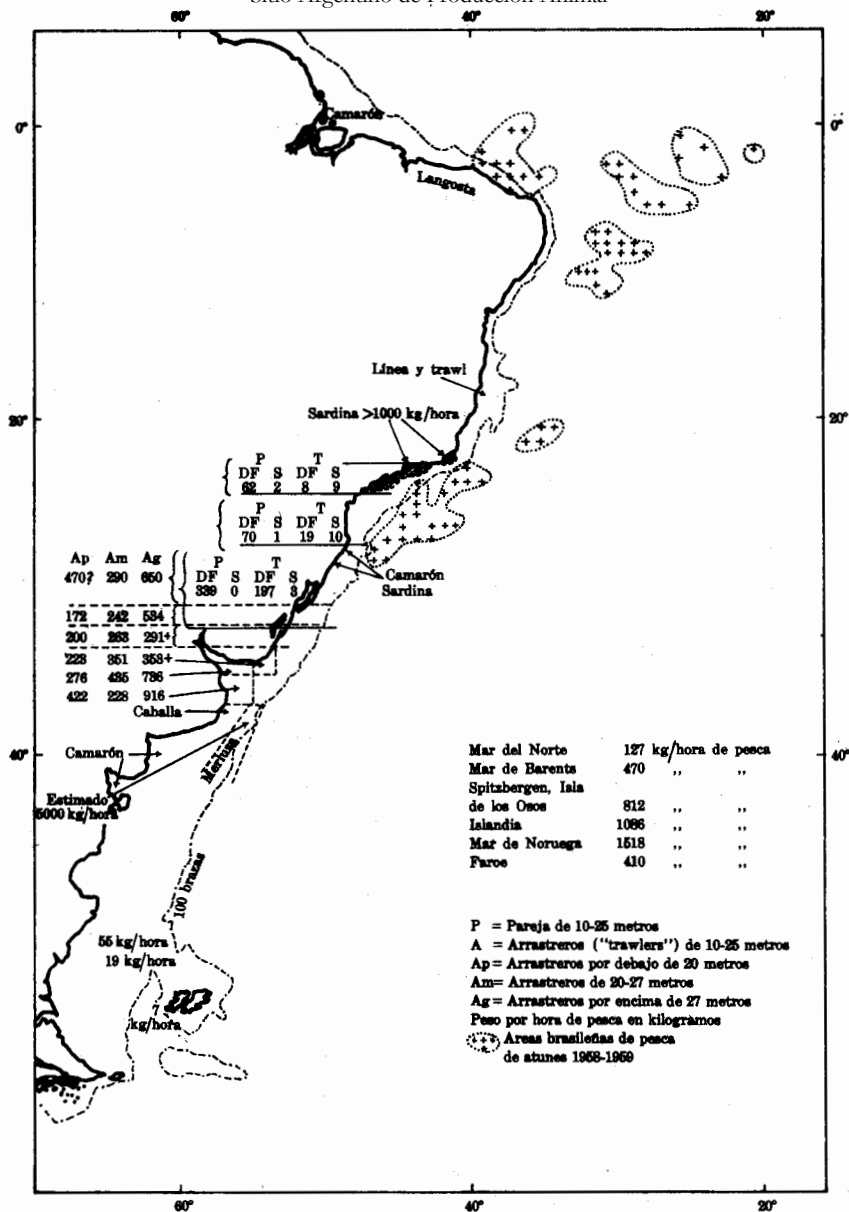 Sitio Argentino de Producción Animal
60° 40° 20°
Camarón
0° 0°
Langosta
Línea y trawl
Sardina >1000 kg/hora
20° 20°
P T
DF S DF S
62 2 8 9
P T
DF S DF S
70 1 19 10
Ap Am Ag
470? 290 650
P T
DF S DF S
339 0 197 3
Camarón
Sardina
172 242 584
200 263 291+
228 351 358+
276 435 786
422 228 916
Caballa
Camarón
40° 40°
Merluza
Estimado
5000 kg/hora
100 brazas
55 kg/hora
19 kg/hora
7
kg/hora
Mar del Norte 127 kg/hora de pesca
Mar de Barents 470 ,, ,,
Spitzbergen, Isla
de los Osos 812 ,, ,,
Islandia 1086 ,, ,,
Mar de Noruega 1518 ,, ,,
Faroe 410 ,, ,,
P = Pareja de 10-25 metros
A = Arrastreros ("trawlers") de 10-25 metros
Ap = Arrastreros por debajo de 20 metros
Am= Arrastreros de 20-27 metros
Ag = Arrastreros por encima de 27 metros
Peso por hora de pesca en kilogramos
Areas brasileñas de pesca
de atunes 1958-1959
60° 40° 20°